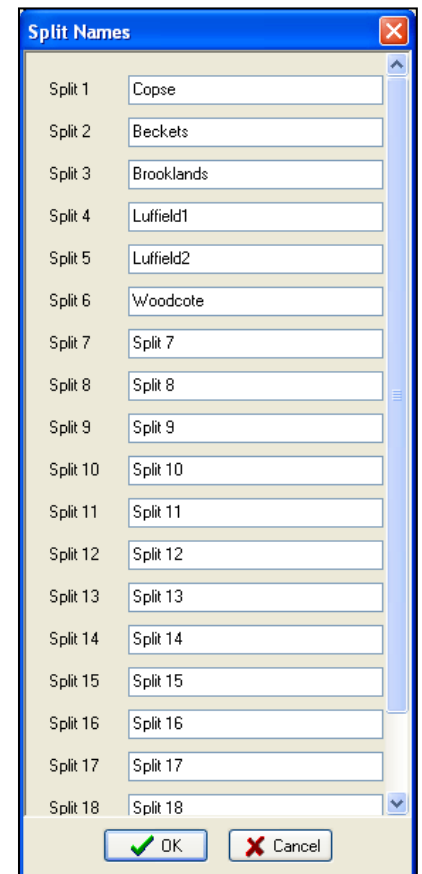 Split Names
Split 1 Copse
Split 2 Beckets
Split 3 Brooklands
Split 4 Luffield1
Split 5 Luffield2
Split 6 Woodcote
Split 7 Split 7
Split 8 Split 8
Split 9 Split 9
Split 10 Split 10
Split 11 Split 11
Split 12 Split 12
Split 13 Split 13
Split 14 Split 14
Split 15 Split 15
Split 16 Split 16
Split 17 Split 17
Split 18 Split 18
OK Cancel